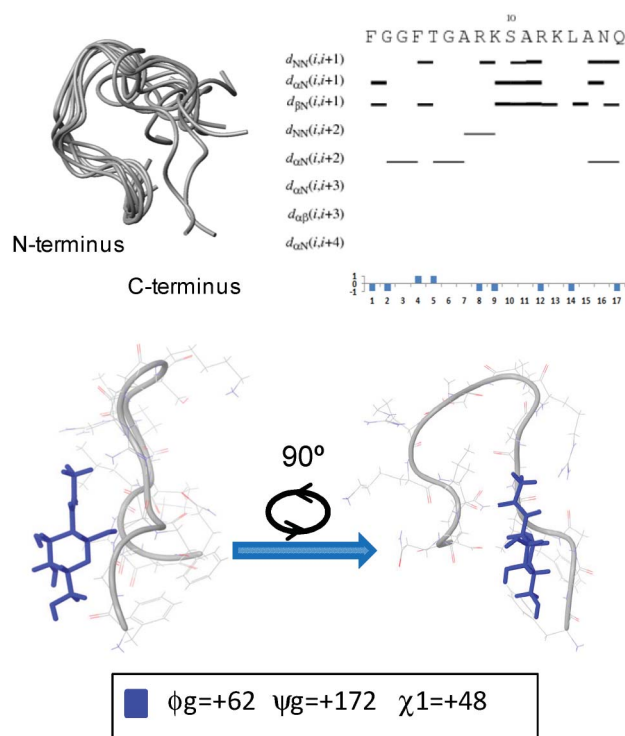 10
F G G F T G A R K S A R K L A N Q
dNN(i,i+1)
dαN(i,i+1)
dβN(i,i+1)
dNN(i,i+2)
dαN(i,i+2)
dαN(i,i+3)
dαβ(i,i+3)
dαN(i,i+4)
N-terminus
C-terminus
1
0
-1
1 2 3 4 5 6 7 8 9 10 11 12 13 14 15 16 17
90º
ϕg=+62 ψg=+172 χ1=+48